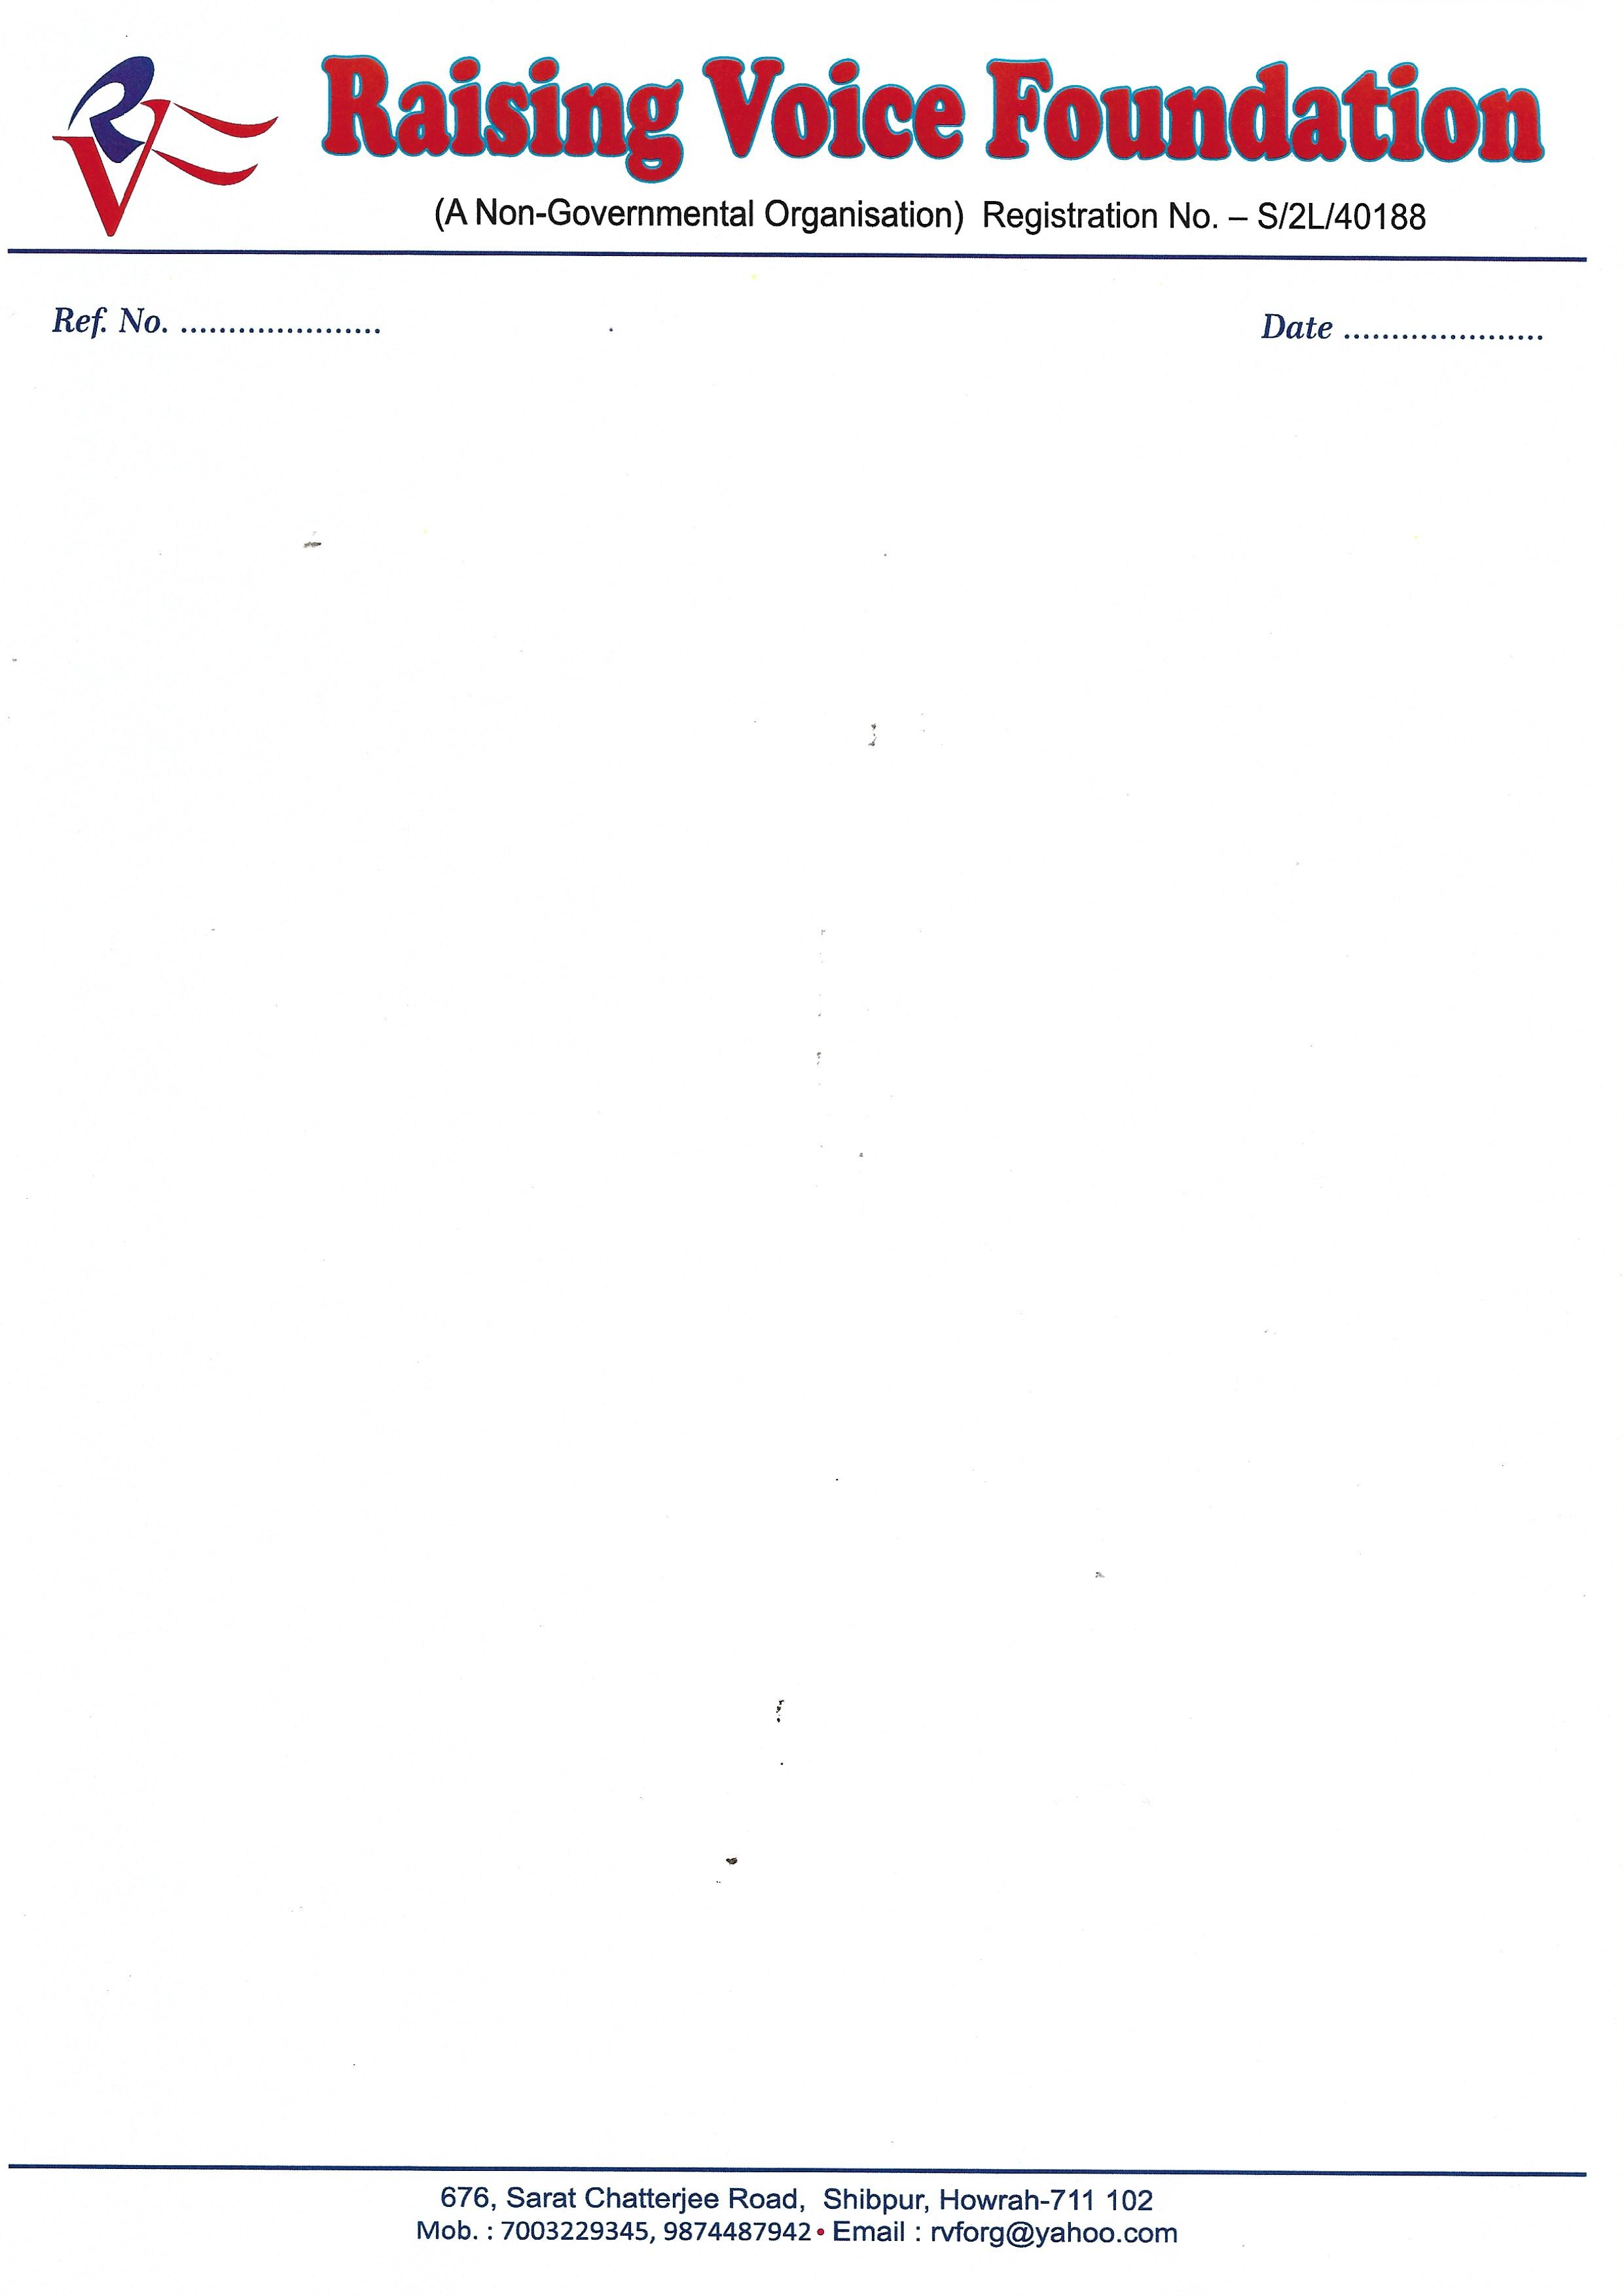 RV
Raising Voice Foundation
(A Non-Governmental Organisation) Registration No. – S/2L/40188
Ref. No. .....................
Date .....................
676, Sarat Chatterjee Road, Shibpur, Howrah-711 102
Mob. : 7003229345, 9874487942 • Email : rvforg@yahoo.com